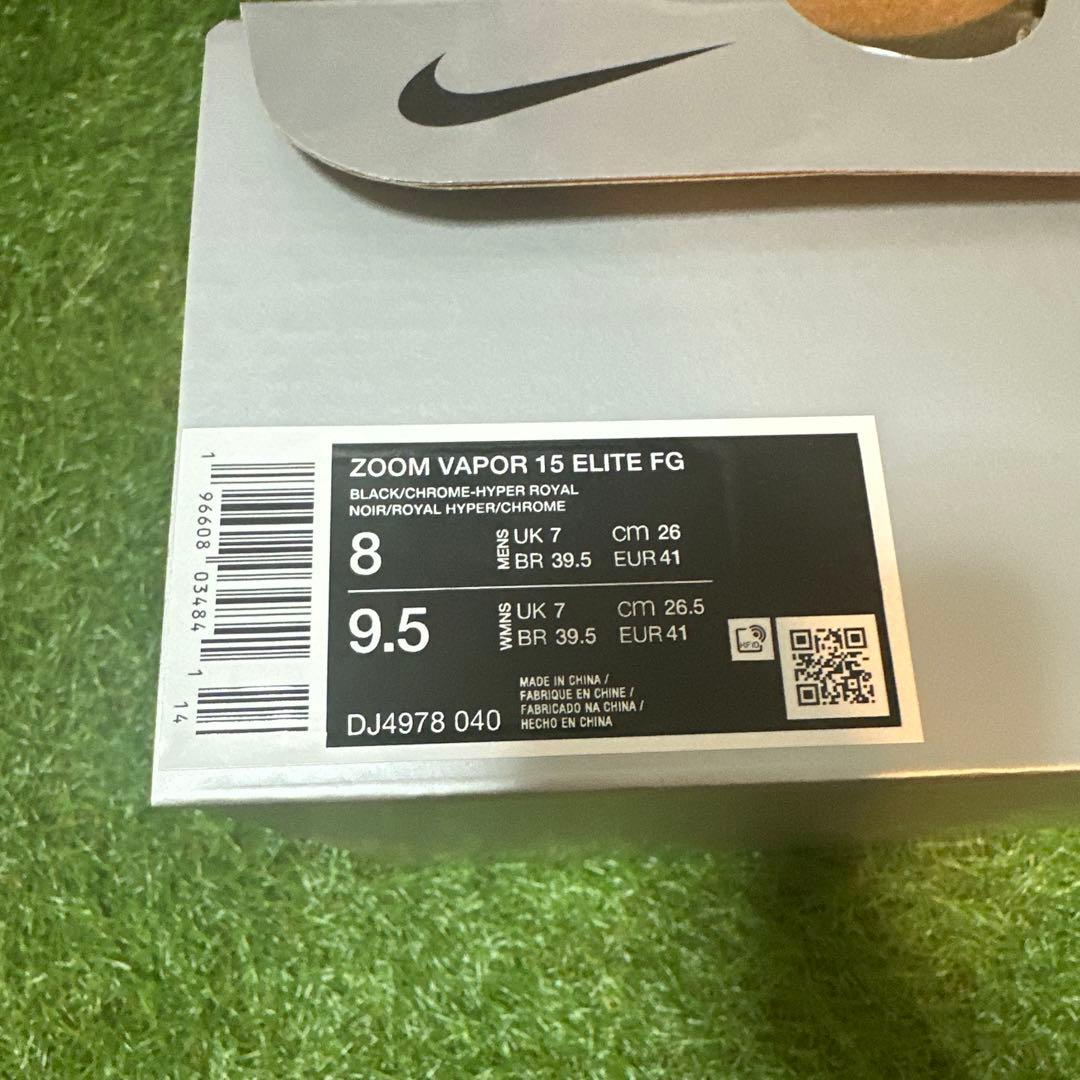 ZOOM VAPOR 15 ELITE FG
BLACK/CHROME-HYPER ROYAL
NOIR/ROYAL HYPER/CHROME
8 MENS UK 7 cm 26
BR 39.5 EUR 41
9.5 WMNS UK 7 cm 26.5
BR 39.5 EUR 41
MADE IN CHINA /
FABRIQUE EN CHINE /
FABRICADO NA CHINA /
HECHO EN CHINA
DJ4978 040
RFID
1 96608 03484 1 14